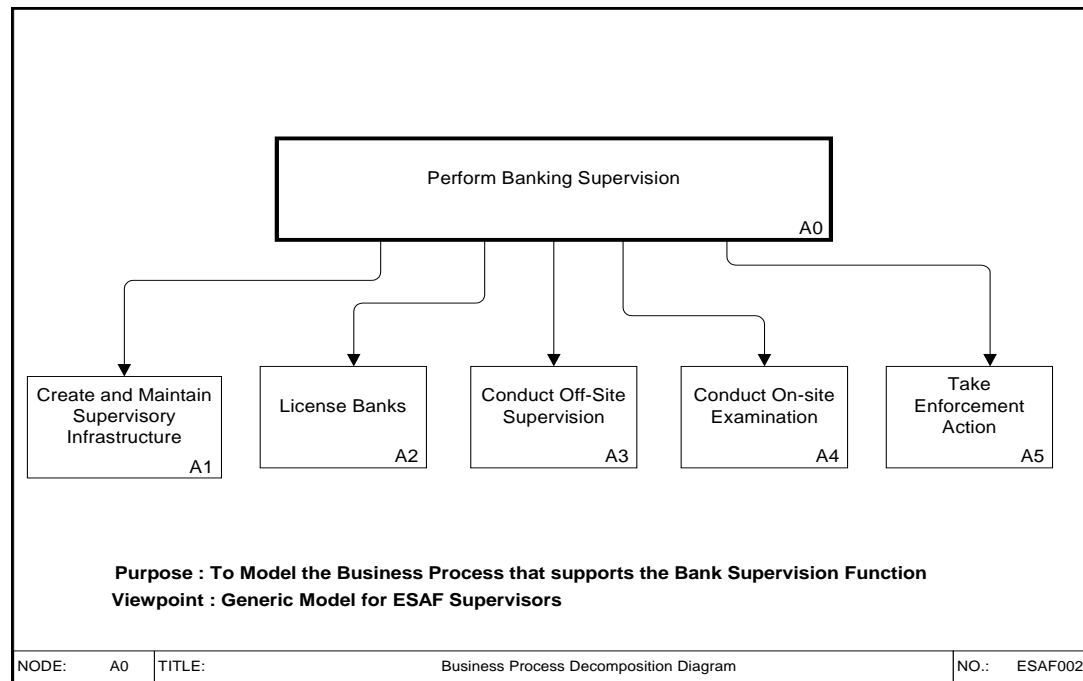 Perform Banking Supervision
A0
Create and Maintain
Supervisory
Infrastructure
A1
License Banks
A2
Conduct Off-Site
Supervision
A3
Conduct On-site
Examination
A4
Take
Enforcement
Action
A5
Purpose : To Model the Business Process that supports the Bank Supervision Function
Viewpoint : Generic Model for ESAF Supervisors
NODE: A0 TITLE: Business Process Decomposition Diagram NO.: ESAF002